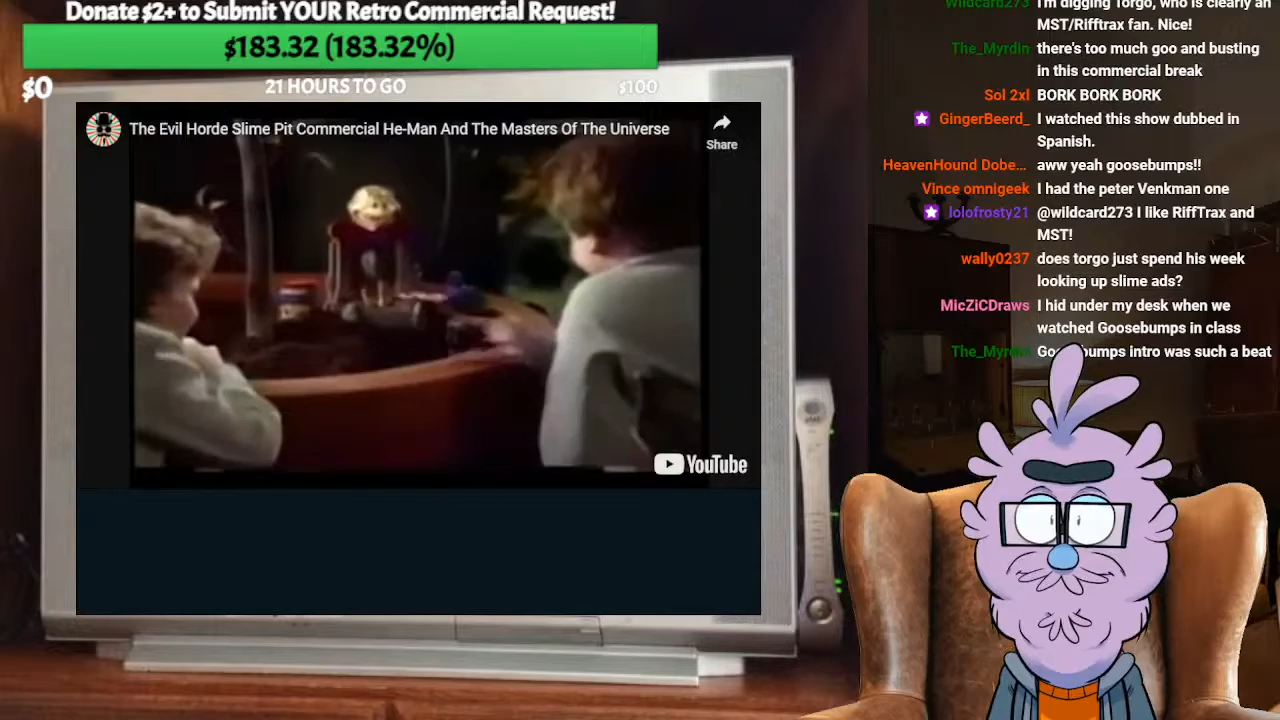 Donate $2+ to Submit YOUR Retro Commercial Request!
$183.32 (183.32%)
$0
21 HOURS TO GO
$100
The Evil Horde Slime Pit Commercial He-Man And The Masters Of The Universe
Share
YouTube
Wildcard273 I'm digging Torgo, who is clearly an
MST/Rifftrax fan. Nice!
The_Myrdin there's too much goo and busting
in this commercial break
Sol 2xl BORK BORK BORK
GingerBeerd_ I watched this show dubbed in
Spanish.
HeavenHound Dobe... aww yeah goosebumps!!
Vince omnigeek I had the peter Venkman one
lolofrosty21 @wildcard273 I like RiffTrax and
MST!
wally0237 does torgo just spend his week
looking up slime ads?
MicZiCDraws I hid under my desk when we
watched Goosebumps in class
The_Myrdin Goosebumps intro was such a beat